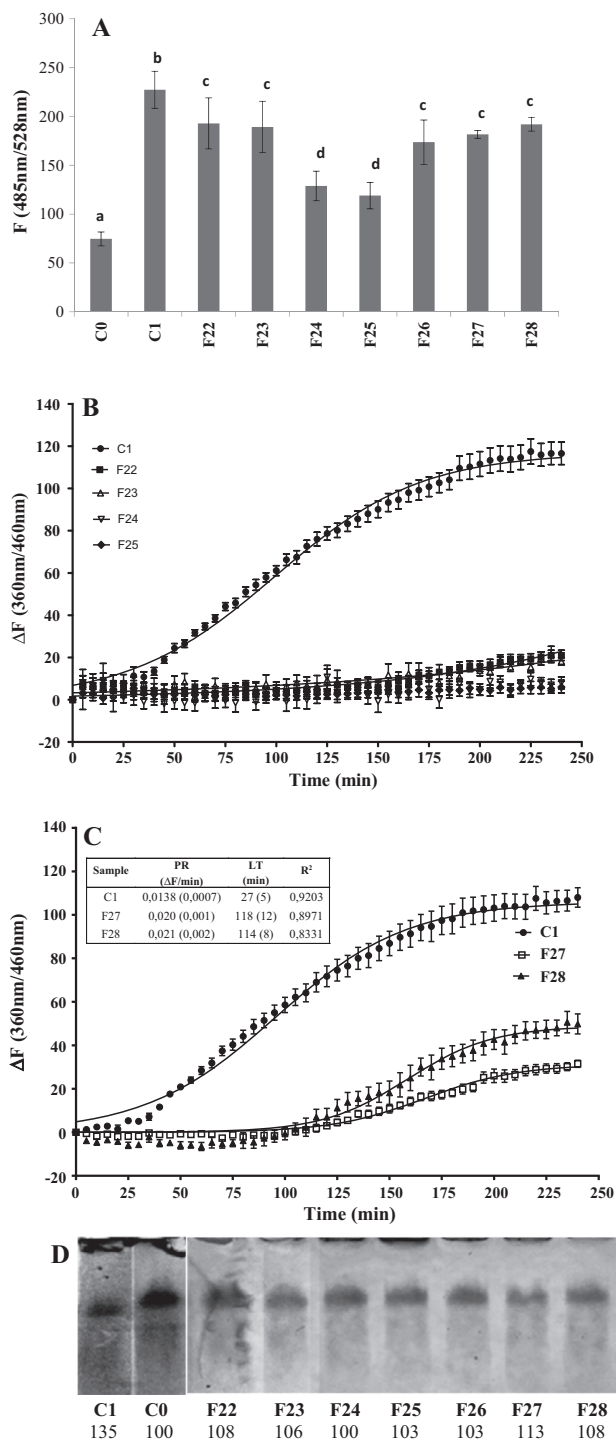 A
300
250
200
150
100
50
0
F (485nm/528nm)
a
b
c
c
d
d
c
c
c
C0
C1
F22
F23
F24
F25
F26
F27
F28
B
140
120
100
80
60
40
20
0
-20
ΔF (360nm/460nm)
C1
F22
F23
F24
F25
0 25 50 75 100 125 150 175 200 225 250
Time (min)
C
140
120
100
80
60
40
20
0
-20
ΔF (360nm/460nm)
Sample PR (ΔF/min) LT (min) R²
C1 0,0138 (0,0007) 27 (5) 0,9203
F27 0,020 (0,001) 118 (12) 0,8971
F28 0,021 (0,002) 114 (8) 0,8331
C1
F27
F28
0 25 50 75 100 125 150 175 200 225 250
Time (min)
D
C1 C0 F22 F23 F24 F25 F26 F27 F28
135 100 108 106 100 103 103 113 108